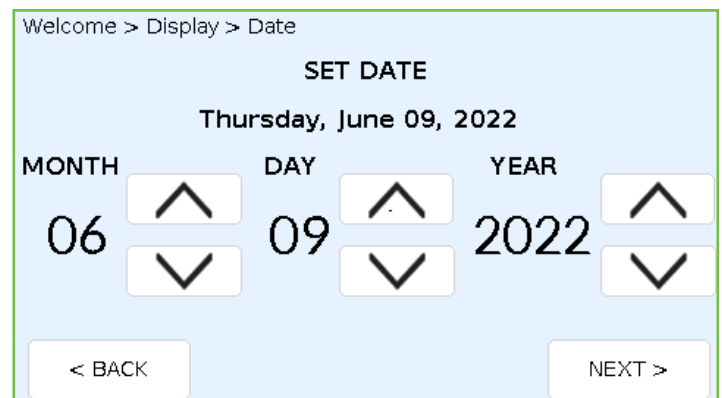 Welcome > Display > Date
SET DATE
Thursday, June 09, 2022
MONTH DAY YEAR
06 09 2022
< BACK NEXT >